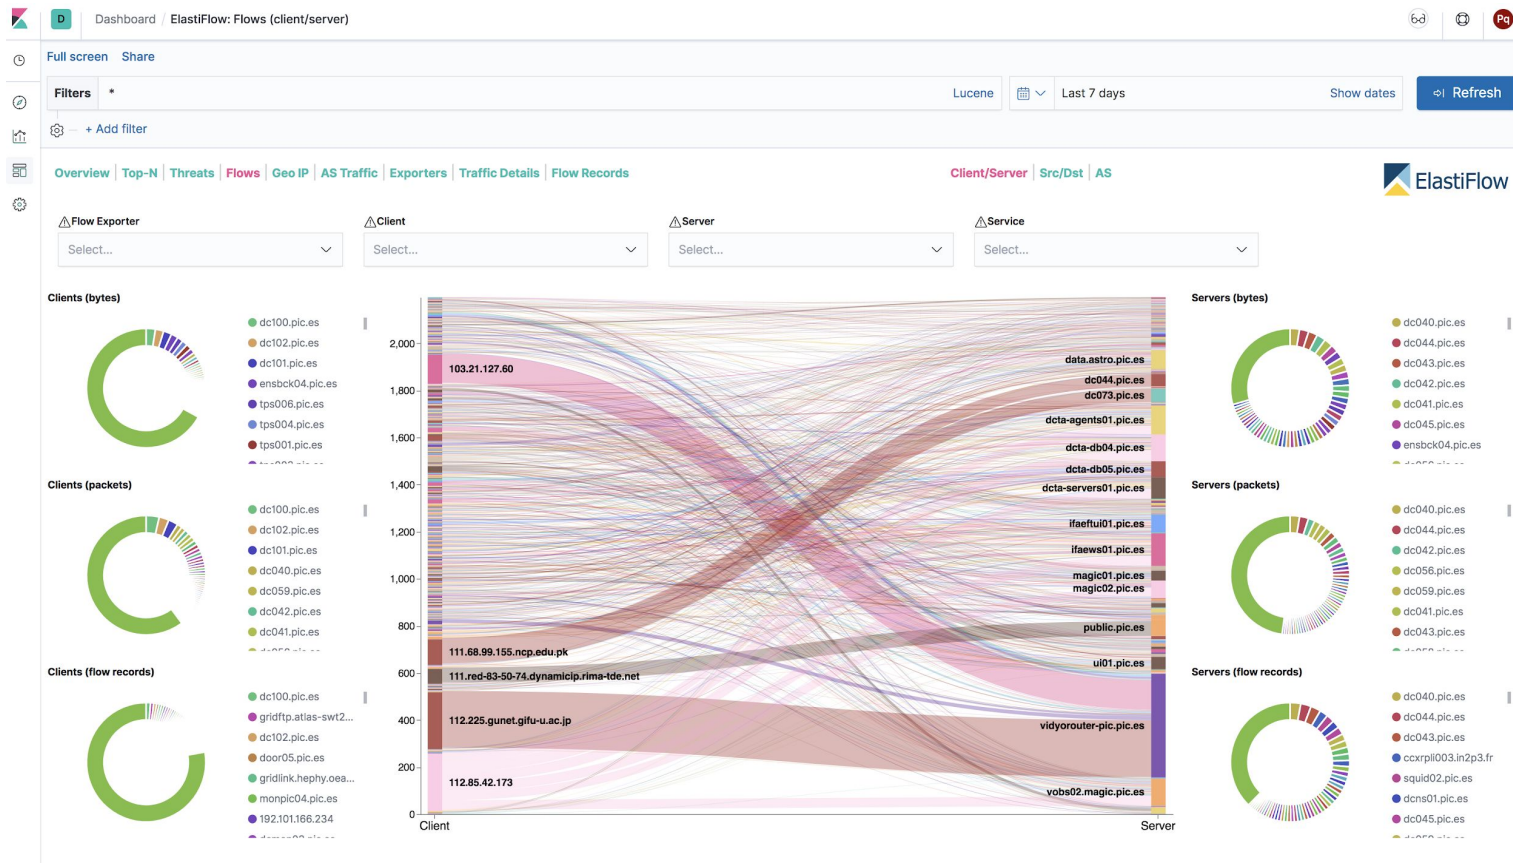 D
Dashboard / ElastiFlow: Flows (client/server)
Pq
Full screen Share
Filters *
Lucene
Last 7 days
Show dates
Refresh
+ Add filter
Overview | Top-N | Threats | Flows | Geo IP | AS Traffic | Exporters | Traffic Details | Flow Records
Client/Server | Src/Dst | AS
ElastiFlow
Flow Exporter
Select...
Client
Select...
Server
Select...
Service
Select...
Clients (bytes)
dc100.pic.es
dc102.pic.es
dc101.pic.es
ensbck04.pic.es
tps006.pic.es
tps004.pic.es
tps001.pic.es
Clients (packets)
dc100.pic.es
dc102.pic.es
dc101.pic.es
dc040.pic.es
dc059.pic.es
dc042.pic.es
dc041.pic.es
Clients (flow records)
dc100.pic.es
gridftp.atlas-swt2...
dc102.pic.es
door05.pic.es
gridlink.hephy.oea...
monpic04.pic.es
192.101.166.234
2,000
1,800
1,600
1,400
1,200
1,000
800
600
400
200
0
103.21.127.60
111.68.99.155.ncp.edu.pk
111.red-83-50-74.dynamicip.rima-tde.net
112.225.gunet.gifu-u.ac.jp
112.85.42.173
data.astro.pic.es
dc044.pic.es
dc073.pic.es
dcta-agents01.pic.es
dcta-db04.pic.es
dcta-db05.pic.es
dcta-servers01.pic.es
ifaeftui01.pic.es
ifaews01.pic.es
magic01.pic.es
magic02.pic.es
public.pic.es
ui01.pic.es
vidyorouter-pic.pic.es
vobs02.magic.pic.es
Client
Server
Servers (bytes)
dc040.pic.es
dc044.pic.es
dc043.pic.es
dc042.pic.es
dc041.pic.es
dc045.pic.es
ensbck04.pic.es
Servers (packets)
dc040.pic.es
dc044.pic.es
dc042.pic.es
dc056.pic.es
dc059.pic.es
dc041.pic.es
dc043.pic.es
Servers (flow records)
dc040.pic.es
dc044.pic.es
dc043.pic.es
ccxrpli003.in2p3.fr
squid02.pic.es
dcns01.pic.es
dc045.pic.es